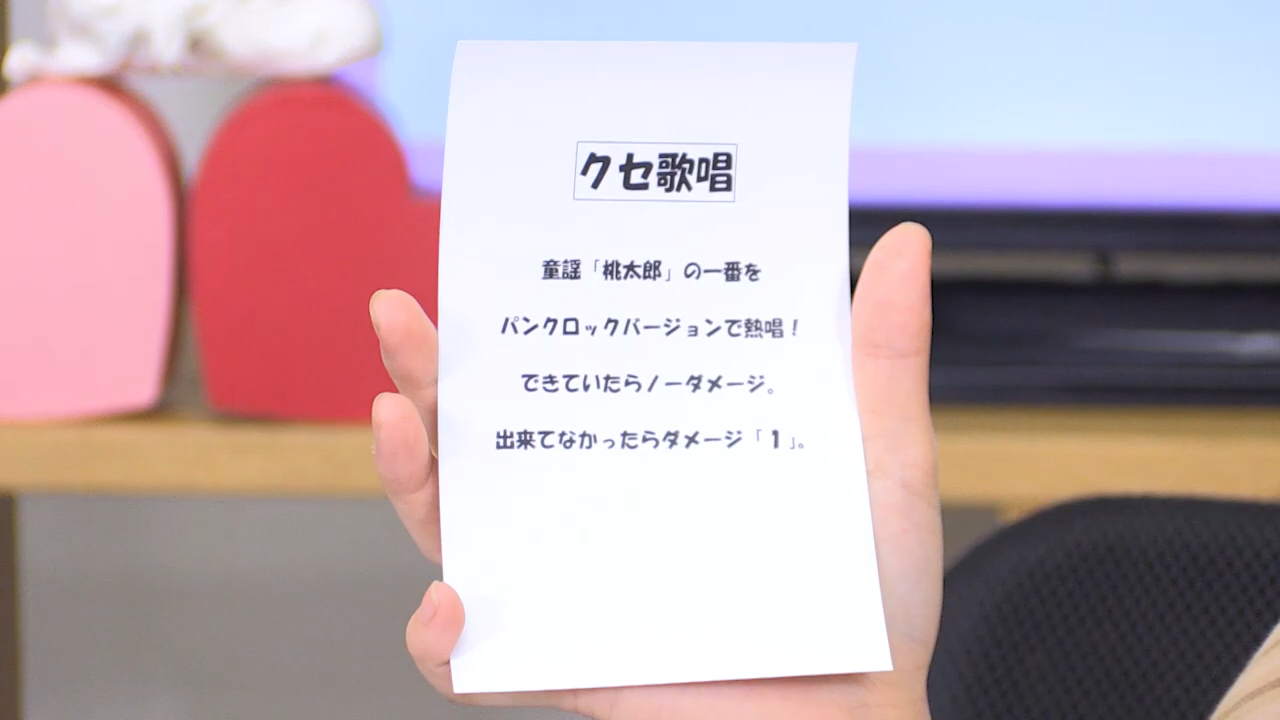 クセ歌唱
童謡「桃太郎」の一番を
パンクロックバージョンで熱唱！
できていたらノーダメージ。
出来てなかったらダメージ「１」。